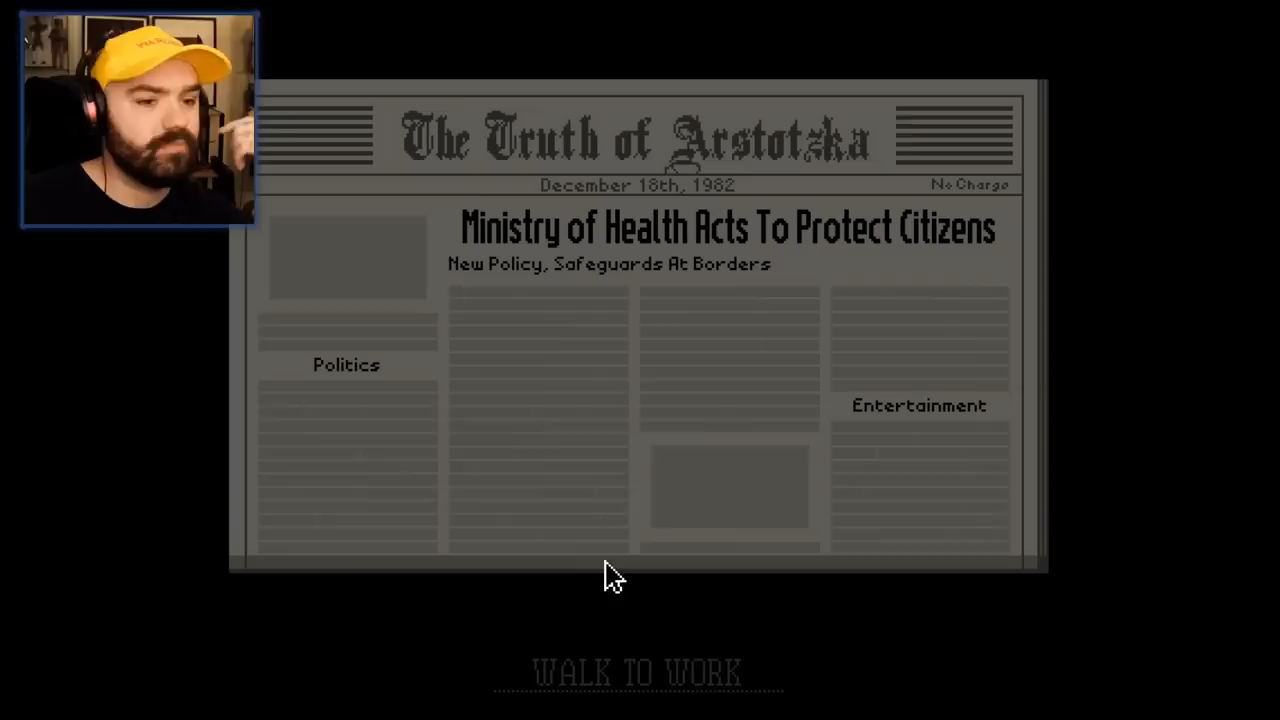 The Truth of Arstotzka
December 18th, 1982
No Charge
Ministry of Health Acts To Protect Citizens
New Policy, Safeguards At Borders
Politics
Entertainment
WALK TO WORK